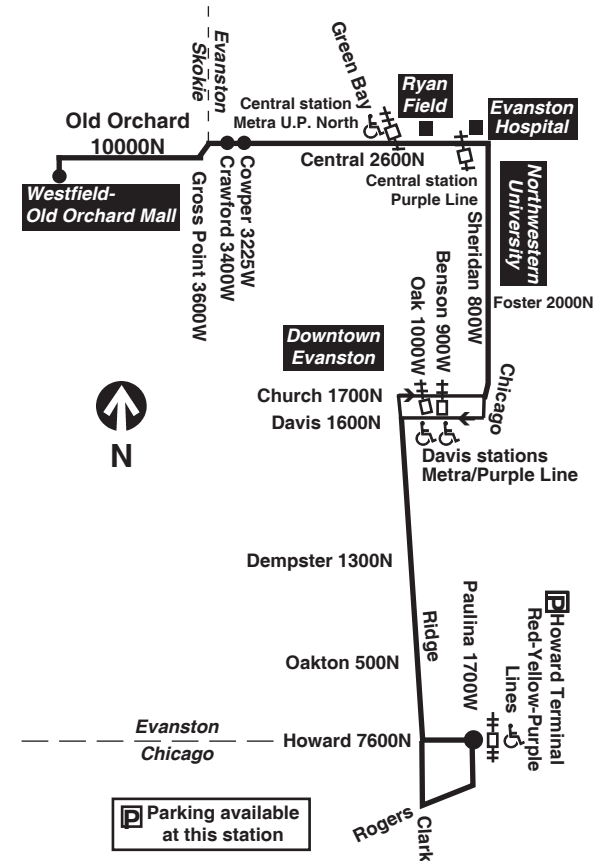 Evanston
Skokie
Green Bay
Ryan
Field
Evanston
Hospital
Central station
Metra U.P. North
Old Orchard
10000N
Central 2600N
Central station
Purple Line
Westfield-
Old Orchard Mall
Gross Point 3600W
Crawford 3400W
Cowper 3225W
Northwestern
University
Sheridan 800W
Foster 2000N
Benson 900W
Oak 1000W
Downtown
Evanston
Chicago
Church 1700N
Davis 1600N
N
Davis stations
Metra/Purple Line
Dempster 1300N
Ridge
Paulina 1700W
P Howard Terminal
Red-Yellow-Purple
Lines
Oakton 500N
Evanston
Chicago
Howard 7600N
P Parking available
at this station
Rogers
Clark